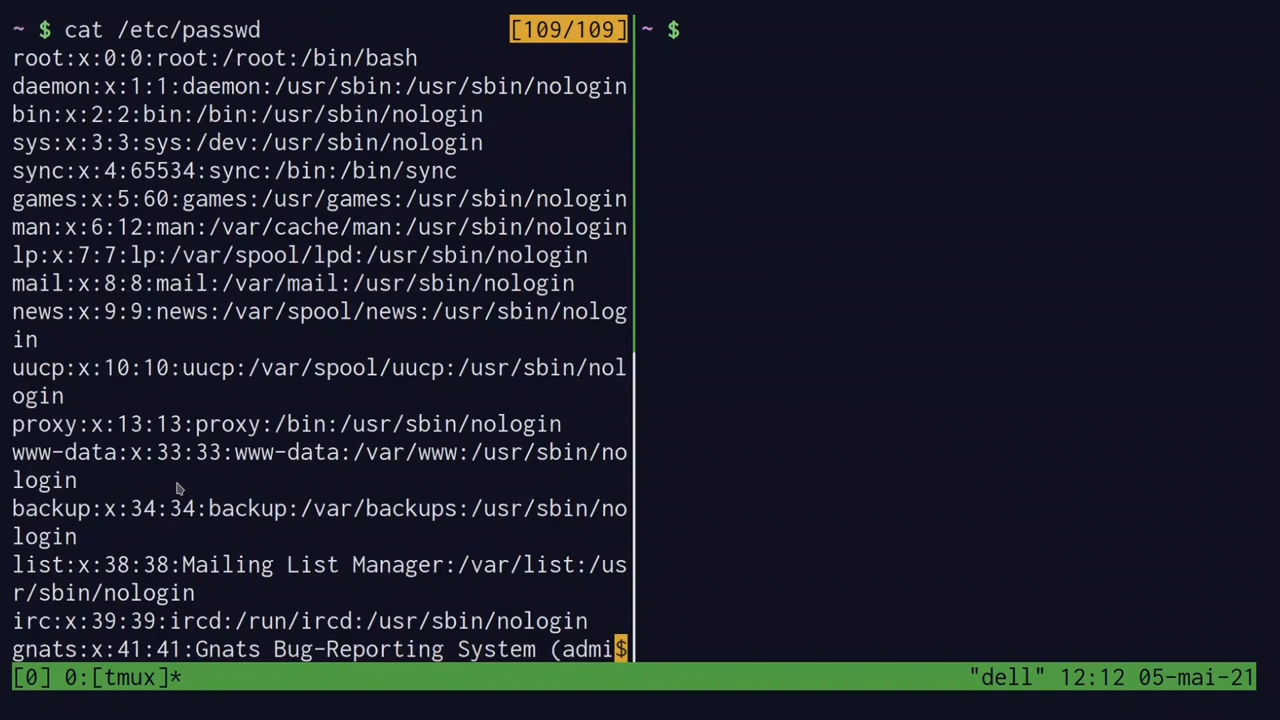 ~ $ cat /etc/passwd [109/109] ~ $
root:x:0:0:root:/root:/bin/bash
daemon:x:1:1:daemon:/usr/sbin:/usr/sbin/nologin
bin:x:2:2:bin:/bin:/usr/sbin/nologin
sys:x:3:3:sys:/dev:/usr/sbin/nologin
sync:x:4:65534:sync:/bin:/bin/sync
games:x:5:60:games:/usr/games:/usr/sbin/nologin
man:x:6:12:man:/var/cache/man:/usr/sbin/nologin
lp:x:7:7:lp:/var/spool/lpd:/usr/sbin/nologin
mail:x:8:8:mail:/var/mail:/usr/sbin/nologin
news:x:9:9:news:/var/spool/news:/usr/sbin/nolog
in
uucp:x:10:10:uucp:/var/spool/uucp:/usr/sbin/nol
ogin
proxy:x:13:13:proxy:/bin:/usr/sbin/nologin
www-data:x:33:33:www-data:/var/www:/usr/sbin/no
login
backup:x:34:34:backup:/var/backups:/usr/sbin/no
login
list:x:38:38:Mailing List Manager:/var/list:/us
r/sbin/nologin
irc:x:39:39:ircd:/run/ircd:/usr/sbin/nologin
gnats:x:41:41:Gnats Bug-Reporting System (admi$
[0] 0:[tmux]* "dell" 12:12 05-mai-21